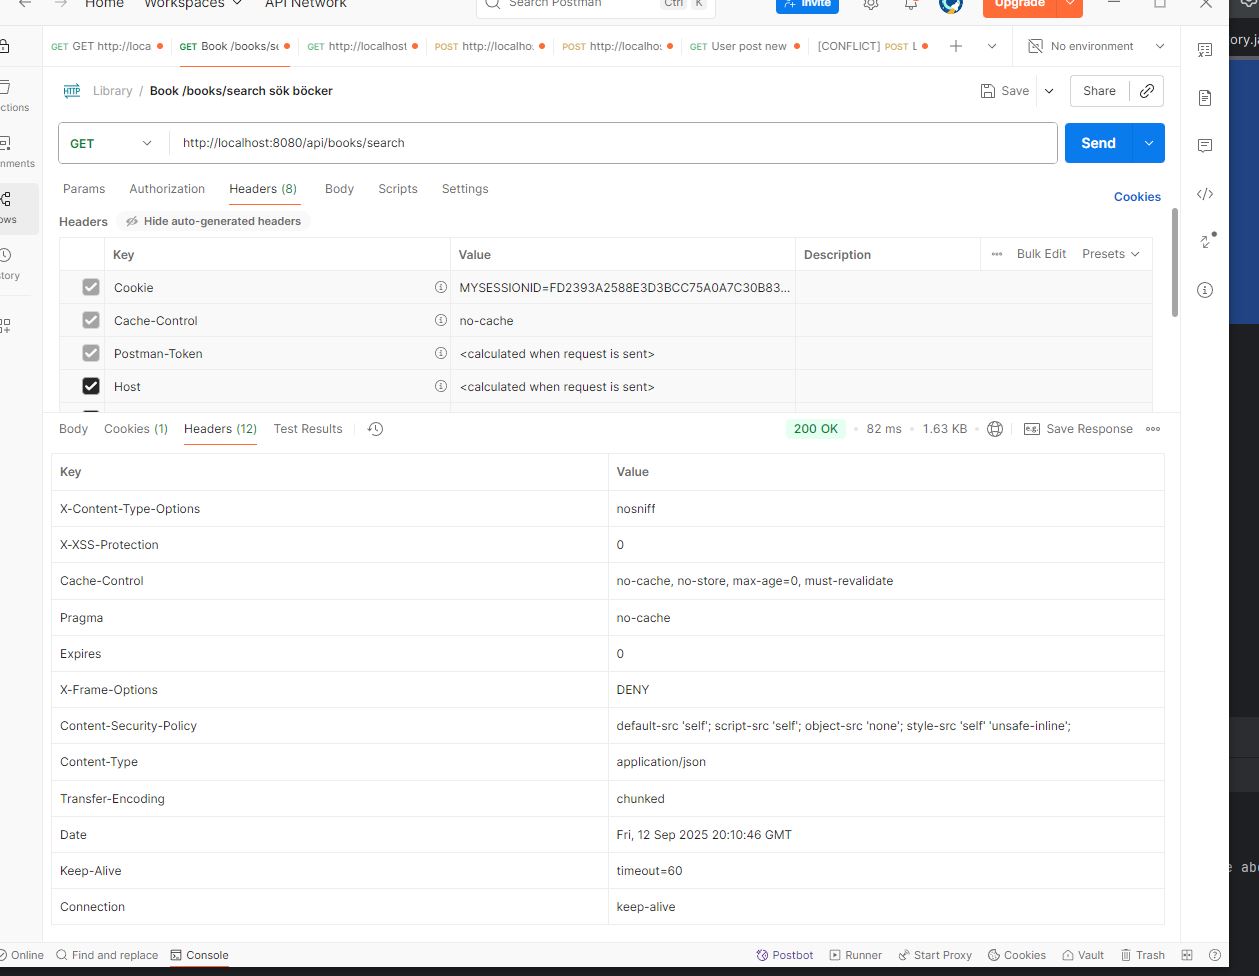 Home Workspaces API Network Search Postman Ctrl K Invite Upgrade
GET GET http://loca GET Book /books/se GET http://localhost POST http://localho: POST http://localho: GET User post new [CONFLICT] POST L No environment
Library / Book /books/search sök böcker Save Share
GET http://localhost:8080/api/books/search Send
Params Authorization Headers (8) Body Scripts Settings Cookies
Headers Hide auto-generated headers
Key Value Description Bulk Edit Presets
Cookie MYSESSIONID=FD2393A2588E3D3BCC75A0A7C30B83...
Cache-Control no-cache
Postman-Token <calculated when request is sent>
Host <calculated when request is sent>
ctions
nments
ows
tory
Body Cookies (1) Headers (12) Test Results 200 OK 82 ms 1.63 KB e.g. Save Response
Key Value
X-Content-Type-Options nosniff
X-XSS-Protection 0
Cache-Control no-cache, no-store, max-age=0, must-revalidate
Pragma no-cache
Expires 0
X-Frame-Options DENY
Content-Security-Policy default-src 'self'; script-src 'self'; object-src 'none'; style-src 'self' 'unsafe-inline';
Content-Type application/json
Transfer-Encoding chunked
Date Fri, 12 Sep 2025 20:10:46 GMT
Keep-Alive timeout=60
Connection keep-alive
Online Find and replace Console Postbot Runner Start Proxy Cookies Vault Trash
ory.j
e abo